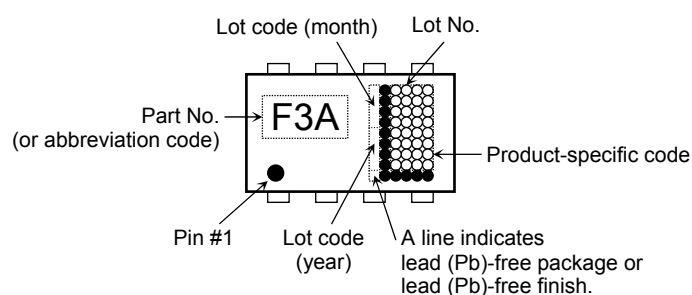 Lot code (month)
Lot No.
Part No.
(or abbreviation code)
F3A
Product-specific code
Pin #1
Lot code
(year)
A line indicates
lead (Pb)-free package or
lead (Pb)-free finish.